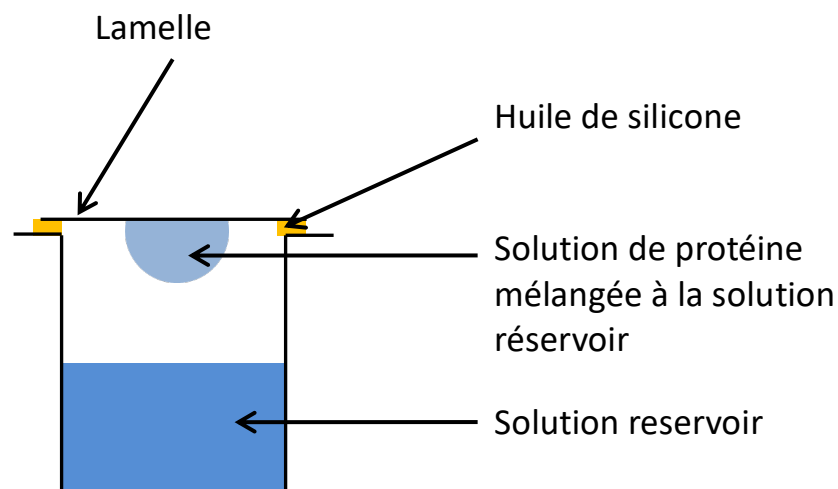 Lamelle
Huile de silicone
Solution de protéine
mélangée à la solution
réservoir
Solution reservoir